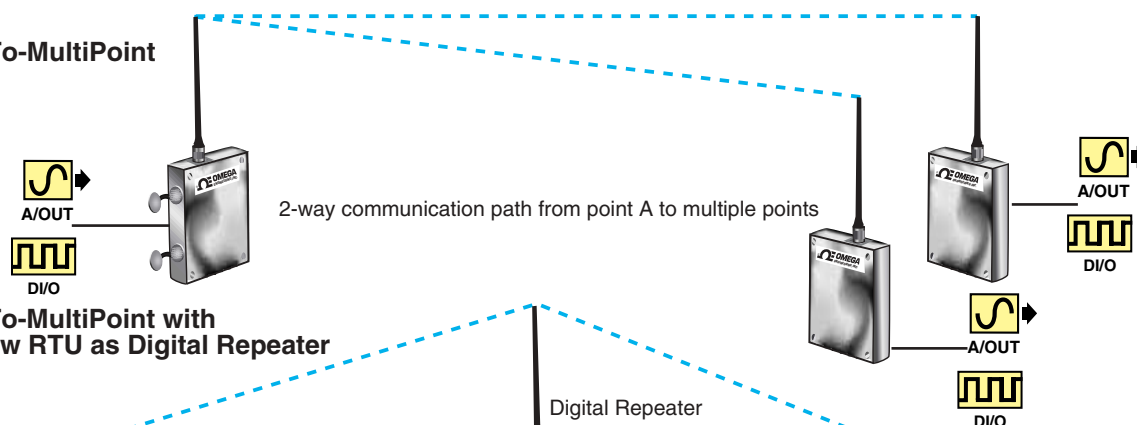 To-MultiPoint
OMEGA
A/OUT
DI/O
2-way communication path from point A to multiple points
OMEGA
A/OUT
DI/O
OMEGA
A/OUT
DI/O
To-MultiPoint with
w RTU as Digital Repeater
Digital Repeater